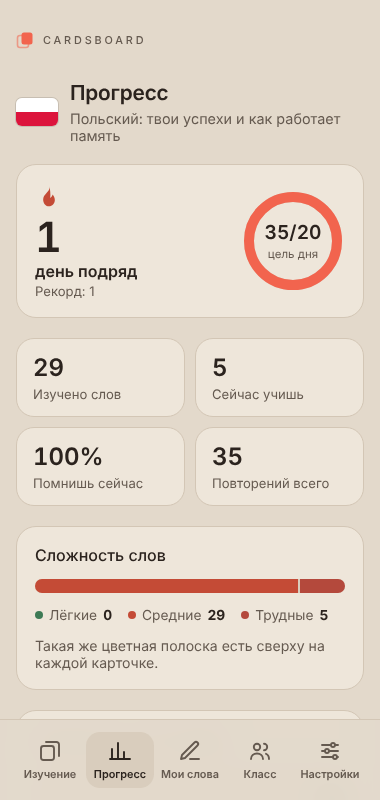 CARDSBOARD
Прогресс
Польский: твои успехи и как работает
память
1
день подряд
Рекорд: 1
35/20
цель дня
29
Изучено слов
5
Сейчас учишь
100%
Помнишь сейчас
35
Повторений всего
Сложность слов
Лёгкие 0 Средние 29 Трудные 5
Такая же цветная полоска есть сверху на
каждой карточке.
Изучение Прогресс Мои слова Класс Настройки